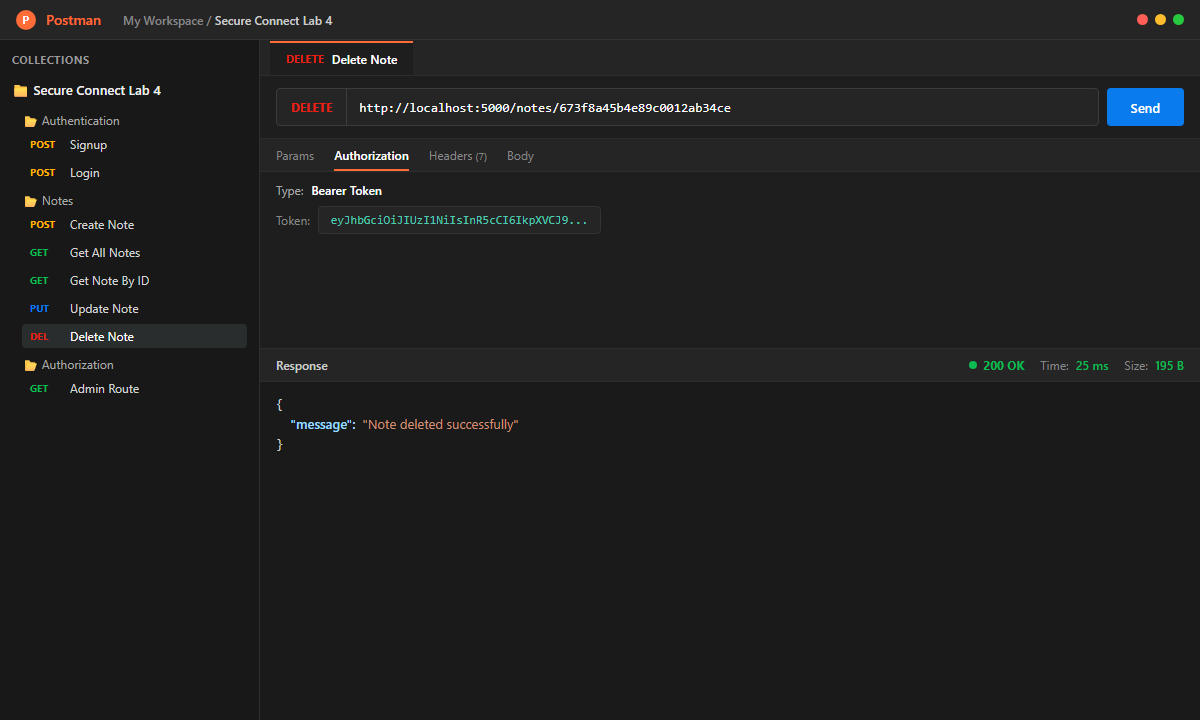 P Postman My Workspace / Secure Connect Lab 4
COLLECTIONS
Secure Connect Lab 4
Authentication
POST Signup
POST Login
Notes
POST Create Note
GET Get All Notes
GET Get Note By ID
PUT Update Note
DEL Delete Note
Authorization
GET Admin Route
DELETE Delete Note
DELETE http://localhost:5000/notes/673f8a45b4e89c0012ab34ce Send
Params Authorization Headers (7) Body
Type: Bearer Token
Token: eyJhbGciOiJIUzI1NiIsInR5cCI6IkpXVCJ9...
Response 200 OK Time: 25 ms Size: 195 B
{
"message": "Note deleted successfully"
}